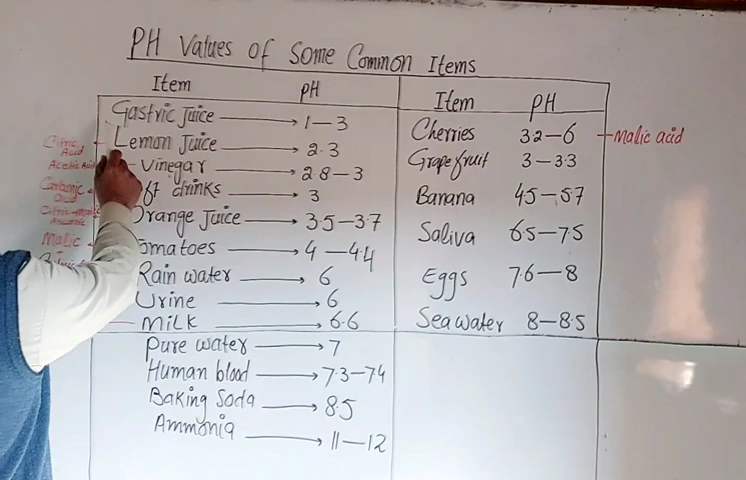 PH Values of Some Common Items
Item PH
Gastric Juice 1-3
Lemon Juice 2.3
Vinegar 2.8-3
drinks 3
Orange Juice 3.5-3.7
omatoes 4-4.4
Rain water 6
Urine 6
Milk 6.6
Pure water 7
Human blood 7.3-74
Baking Soda 8.5
Ammonia 11-12
Item PH
Cherries 3.2-6
Grapefruit 3-3.3
Banana 4.5-5.7
Saliva 6.5-7.5
Eggs 7.6-8
Sea water 8-8.5
Malic acid
Citric
Acid
Acetic Acid
Carbonic
acid
Malic